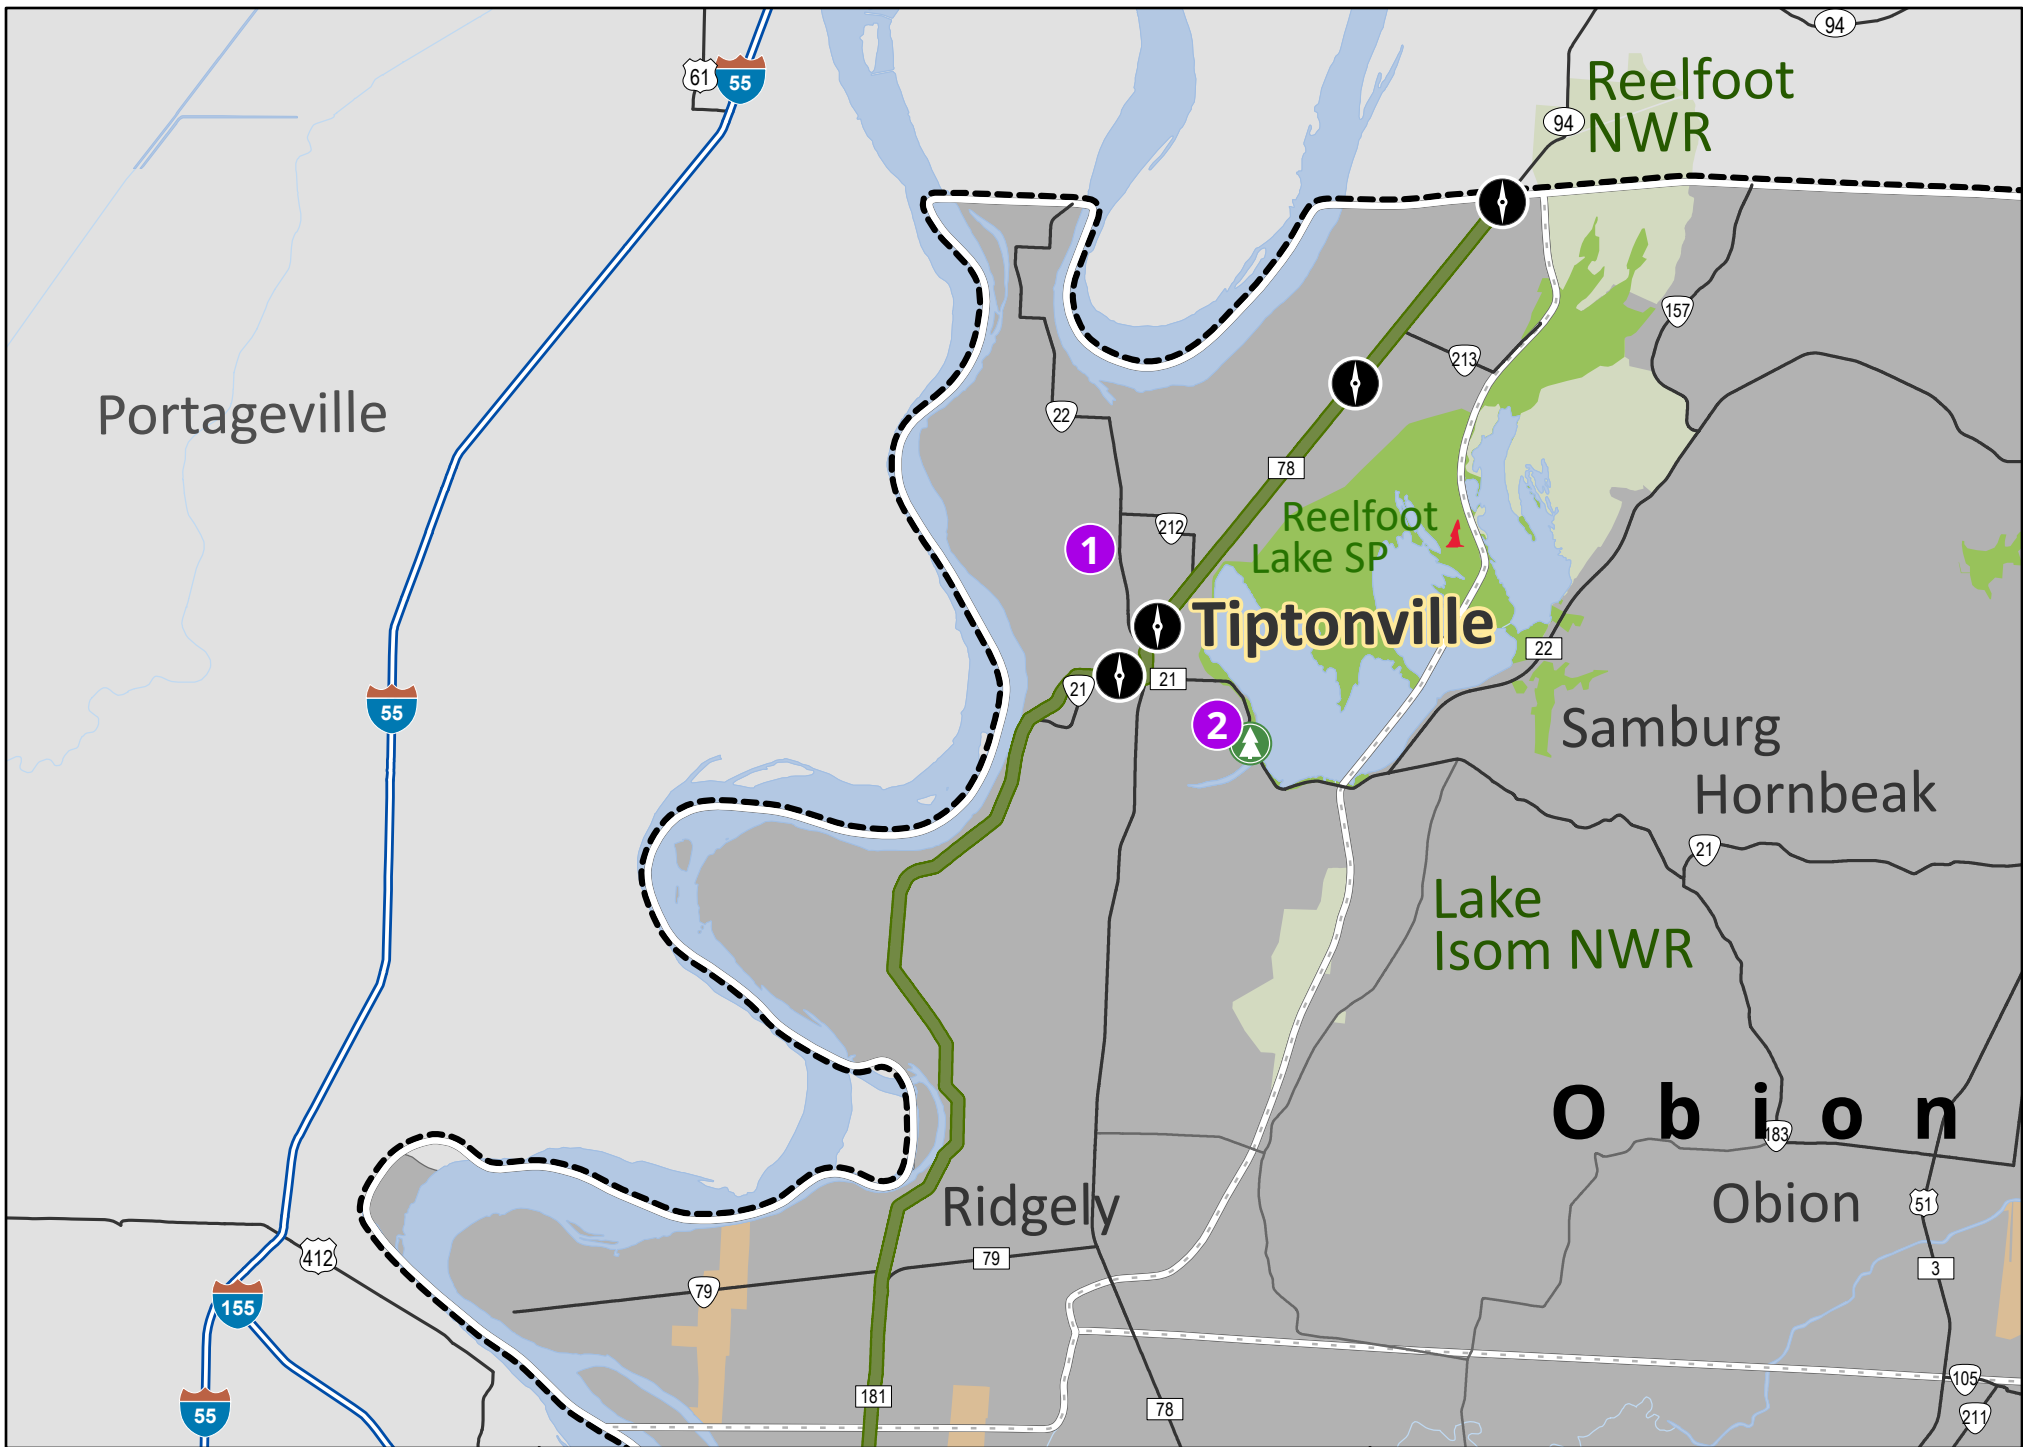 94
61
55
Reelfoot
NWR
94
157
213
Portageville
22
78
Reelfoot
Lake SP
212
1
Tiptonville
22
21
21
55
2
Samburg
Hornbeak
21
Lake
Isom NWR
Obion
183
Ridgely
Obion
51
412
79
79
3
155
181
78
55
105
211